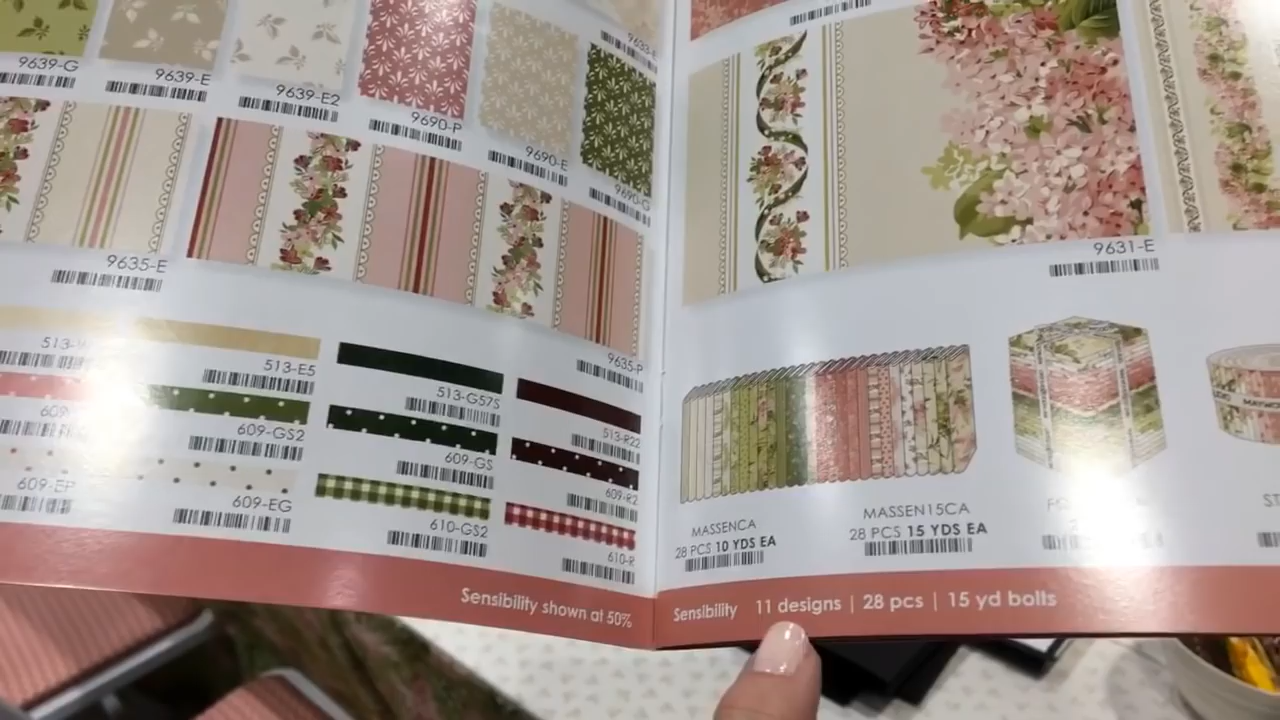 9639-G
9639-E
9639-E2
9690-P
9690-E
9690-G
9635-E
9635-P
513-E5
513-G57S
513-R22
609-GS2
609-GS
609-R2
609-EP
609-EG
610-GS2
610-R
Sensibility shown at 50%
9631-E
MASSENCA
28 PCS 10 YDS EA
MASSEN15CA
28 PCS 15 YDS EA
Sensibility 11 designs | 28 pcs | 15 yd bolts